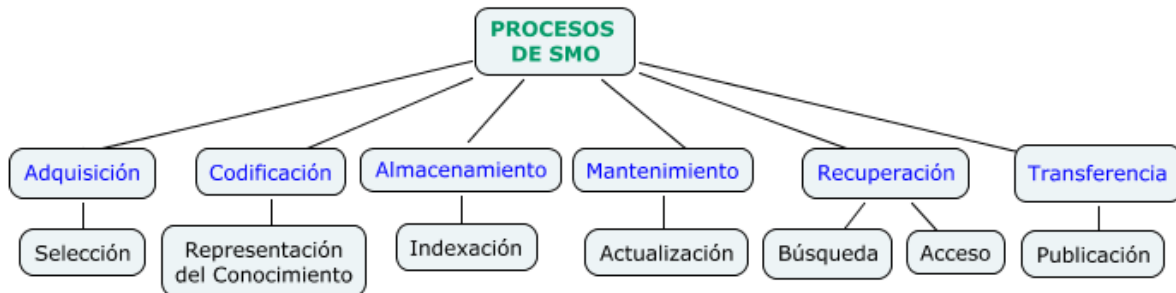 PROCESOS
DE SMO
Adquisición
Codificación
Almacenamiento
Mantenimiento
Recuperación
Transferencia
Selección
Representación
del Conocimiento
Indexación
Actualización
Búsqueda
Acceso
Publicación